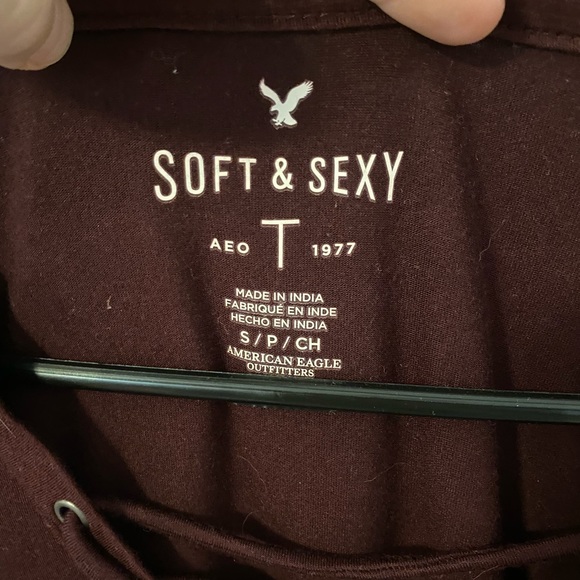 SOFT & SEXY
AEO T 1977
MADE IN INDIA
FABRIQUÉ EN INDE
HECHO EN INDIA
S / P / CH
AMERICAN EAGLE
OUTFITTERS